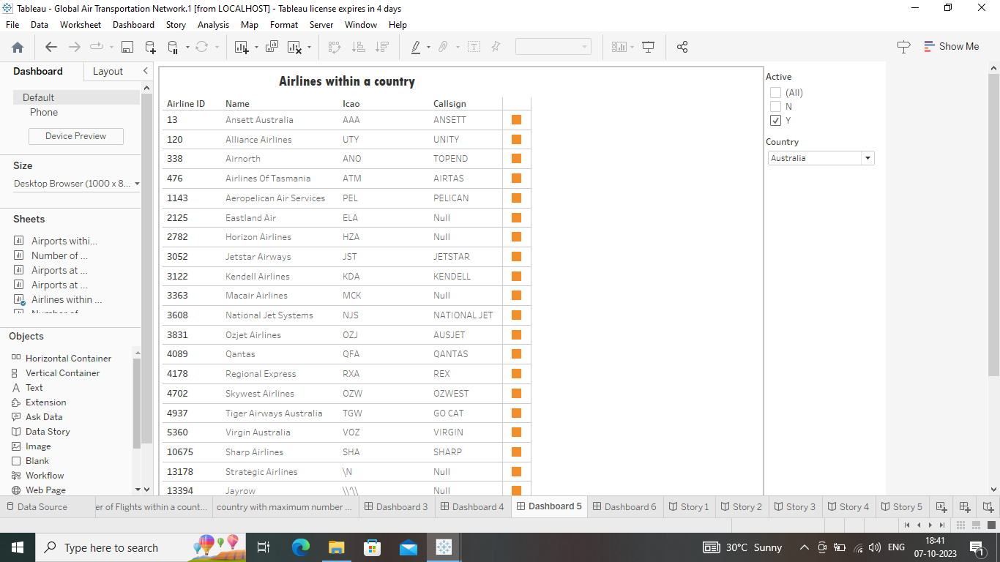 Tableau - Global Air Transportation Network.1 [from LOCALHOST] - Tableau license expires in 4 days
File Data Worksheet Dashboard Story Analysis Map Format Server Window Help
Show Me
Dashboard Layout
Default
Phone
Device Preview
Size
Desktop Browser (1000 x 8...
Sheets
Airports withi...
Number of ...
Airports at ...
Airports at ...
Airlines within ...
Number of
Objects
Horizontal Container
Vertical Container
Text
Extension
Ask Data
Data Story
Image
Blank
Workflow
Web Page
Airlines within a country
Airline ID Name Icao Callsign
13 Ansett Australia AAA ANSETT
120 Alliance Airlines UTY UNITY
338 Airnorth ANO TOPEND
476 Airlines Of Tasmania ATM AIRTAS
1143 Aeropelican Air Services PEL PELICAN
2125 Eastland Air ELA Null
2782 Horizon Airlines HZA Null
3052 Jetstar Airways JST JETSTAR
3122 Kendell Airlines KDA KENDELL
3363 Macair Airlines MCK Null
3608 National Jet Systems NJS NATIONAL JET
3831 Ozjet Airlines OZJ AUSJET
4089 Qantas QFA QANTAS
4178 Regional Express RXA REX
4702 Skywest Airlines OZW OZWEST
4937 Tiger Airways Australia TGW GO CAT
5360 Virgin Australia VOZ VIRGIN
10675 Sharp Airlines SHA SHARP
13178 Strategic Airlines \N Null
13394 Jayrow \\'\\ Null
Active
(All)
N
Y
Country
Australia
Data Source er of Flights within a count... country with maximum number ... Dashboard 3 Dashboard 4 Dashboard 5 Dashboard 6 Story 1 Story 2 Story 3 Story 4 Story 5
Type here to search
30°C Sunny
ENG
18:41
07-10-2023
1